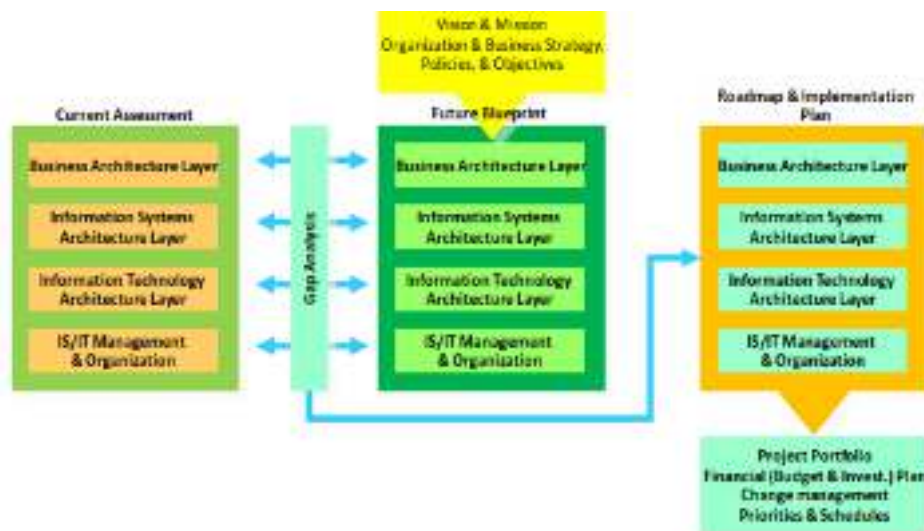 Vision & Mission
Organization & Business Strategy,
Policies, & Objectives
Current Assessment
Future Blueprint
Roadmap & Implementation
Plan
Business Architecture Layer
Information Systems
Architecture Layer
Information Technology
Architecture Layer
IS/IT Management
& Organization
Gap Analysis
Business Architecture Layer
Information Systems
Architecture Layer
Information Technology
Architecture Layer
IS/IT Management
& Organization
Business Architecture Layer
Information Systems
Architecture Layer
Information Technology
Architecture Layer
IS/IT Management
& Organization
Project Portfolio
Financial (Budget & Invest.) Plan
Change management
Priorities & Schedules